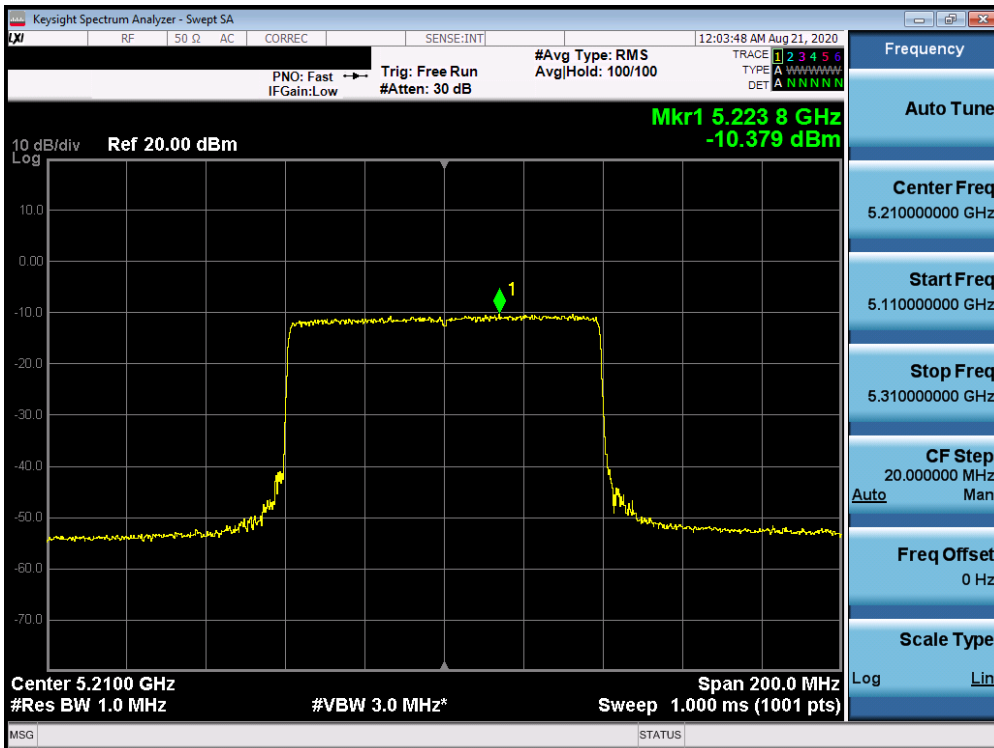 Keysight Spectrum Analyzer - Swept SA
LXI RF 50 Ω AC CORREC SENSE:INT 12:03:48 AM Aug 21, 2020
Frequency
PNO: Fast
IFGain:Low
Trig: Free Run
#Atten: 30 dB
#Avg Type: RMS
Avg|Hold: 100/100
TRACE 1 2 3 4 5 6
TYPE A WWWWW
DET A N N N N N
Mkr1 5.223 8 GHz
-10.379 dBm
10 dB/div
Log
Ref 20.00 dBm
10.0
0.00
-10.0
-20.0
-30.0
-40.0
-50.0
-60.0
-70.0
1
Center 5.2100 GHz
#Res BW 1.0 MHz
#VBW 3.0 MHz*
Span 200.0 MHz
Sweep 1.000 ms (1001 pts)
Auto Tune
Center Freq
5.210000000 GHz
Start Freq
5.110000000 GHz
Stop Freq
5.310000000 GHz
CF Step
20.000000 MHz
Auto Man
Freq Offset
0 Hz
Scale Type
Log Lin
MSG
STATUS